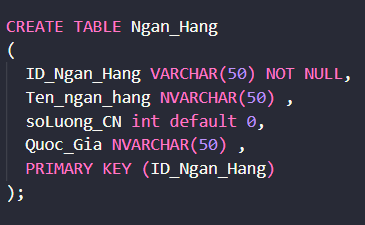 CREATE TABLE Ngan_Hang
(
ID_Ngan_Hang VARCHAR(50) NOT NULL,
Ten_ngan_hang NVARCHAR(50) ,
soLuong_CN int default 0,
Quoc_Gia NVARCHAR(50) ,
PRIMARY KEY (ID_Ngan_Hang)
);